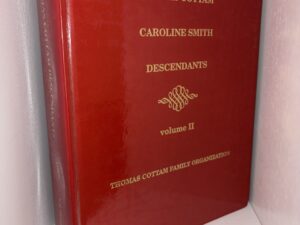 COTTAM
CAROLINE SMITH
DESCENDANTS
volume II
THOMAS COTTAM FAMILY ORGANIZATION